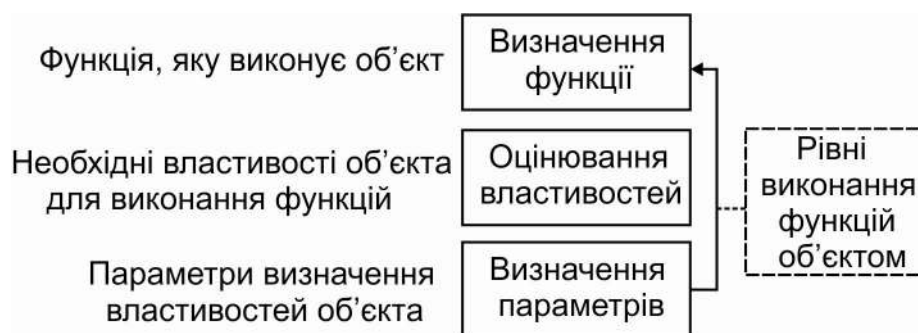 Функція, яку виконує об’єкт
Визначення
функції
Необхідні властивості об’єкта
для виконання функцій
Оцінювання
властивостей
Рівні
виконання
функцій
об’єктом
Параметри визначення
властивостей об’єкта
Визначення
параметрів